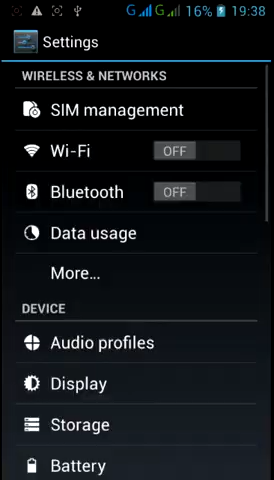 G G 16% 19:38
Settings
WIRELESS & NETWORKS
SIM management
Wi-Fi OFF
Bluetooth OFF
Data usage
More...
DEVICE
Audio profiles
Display
Storage
Battery